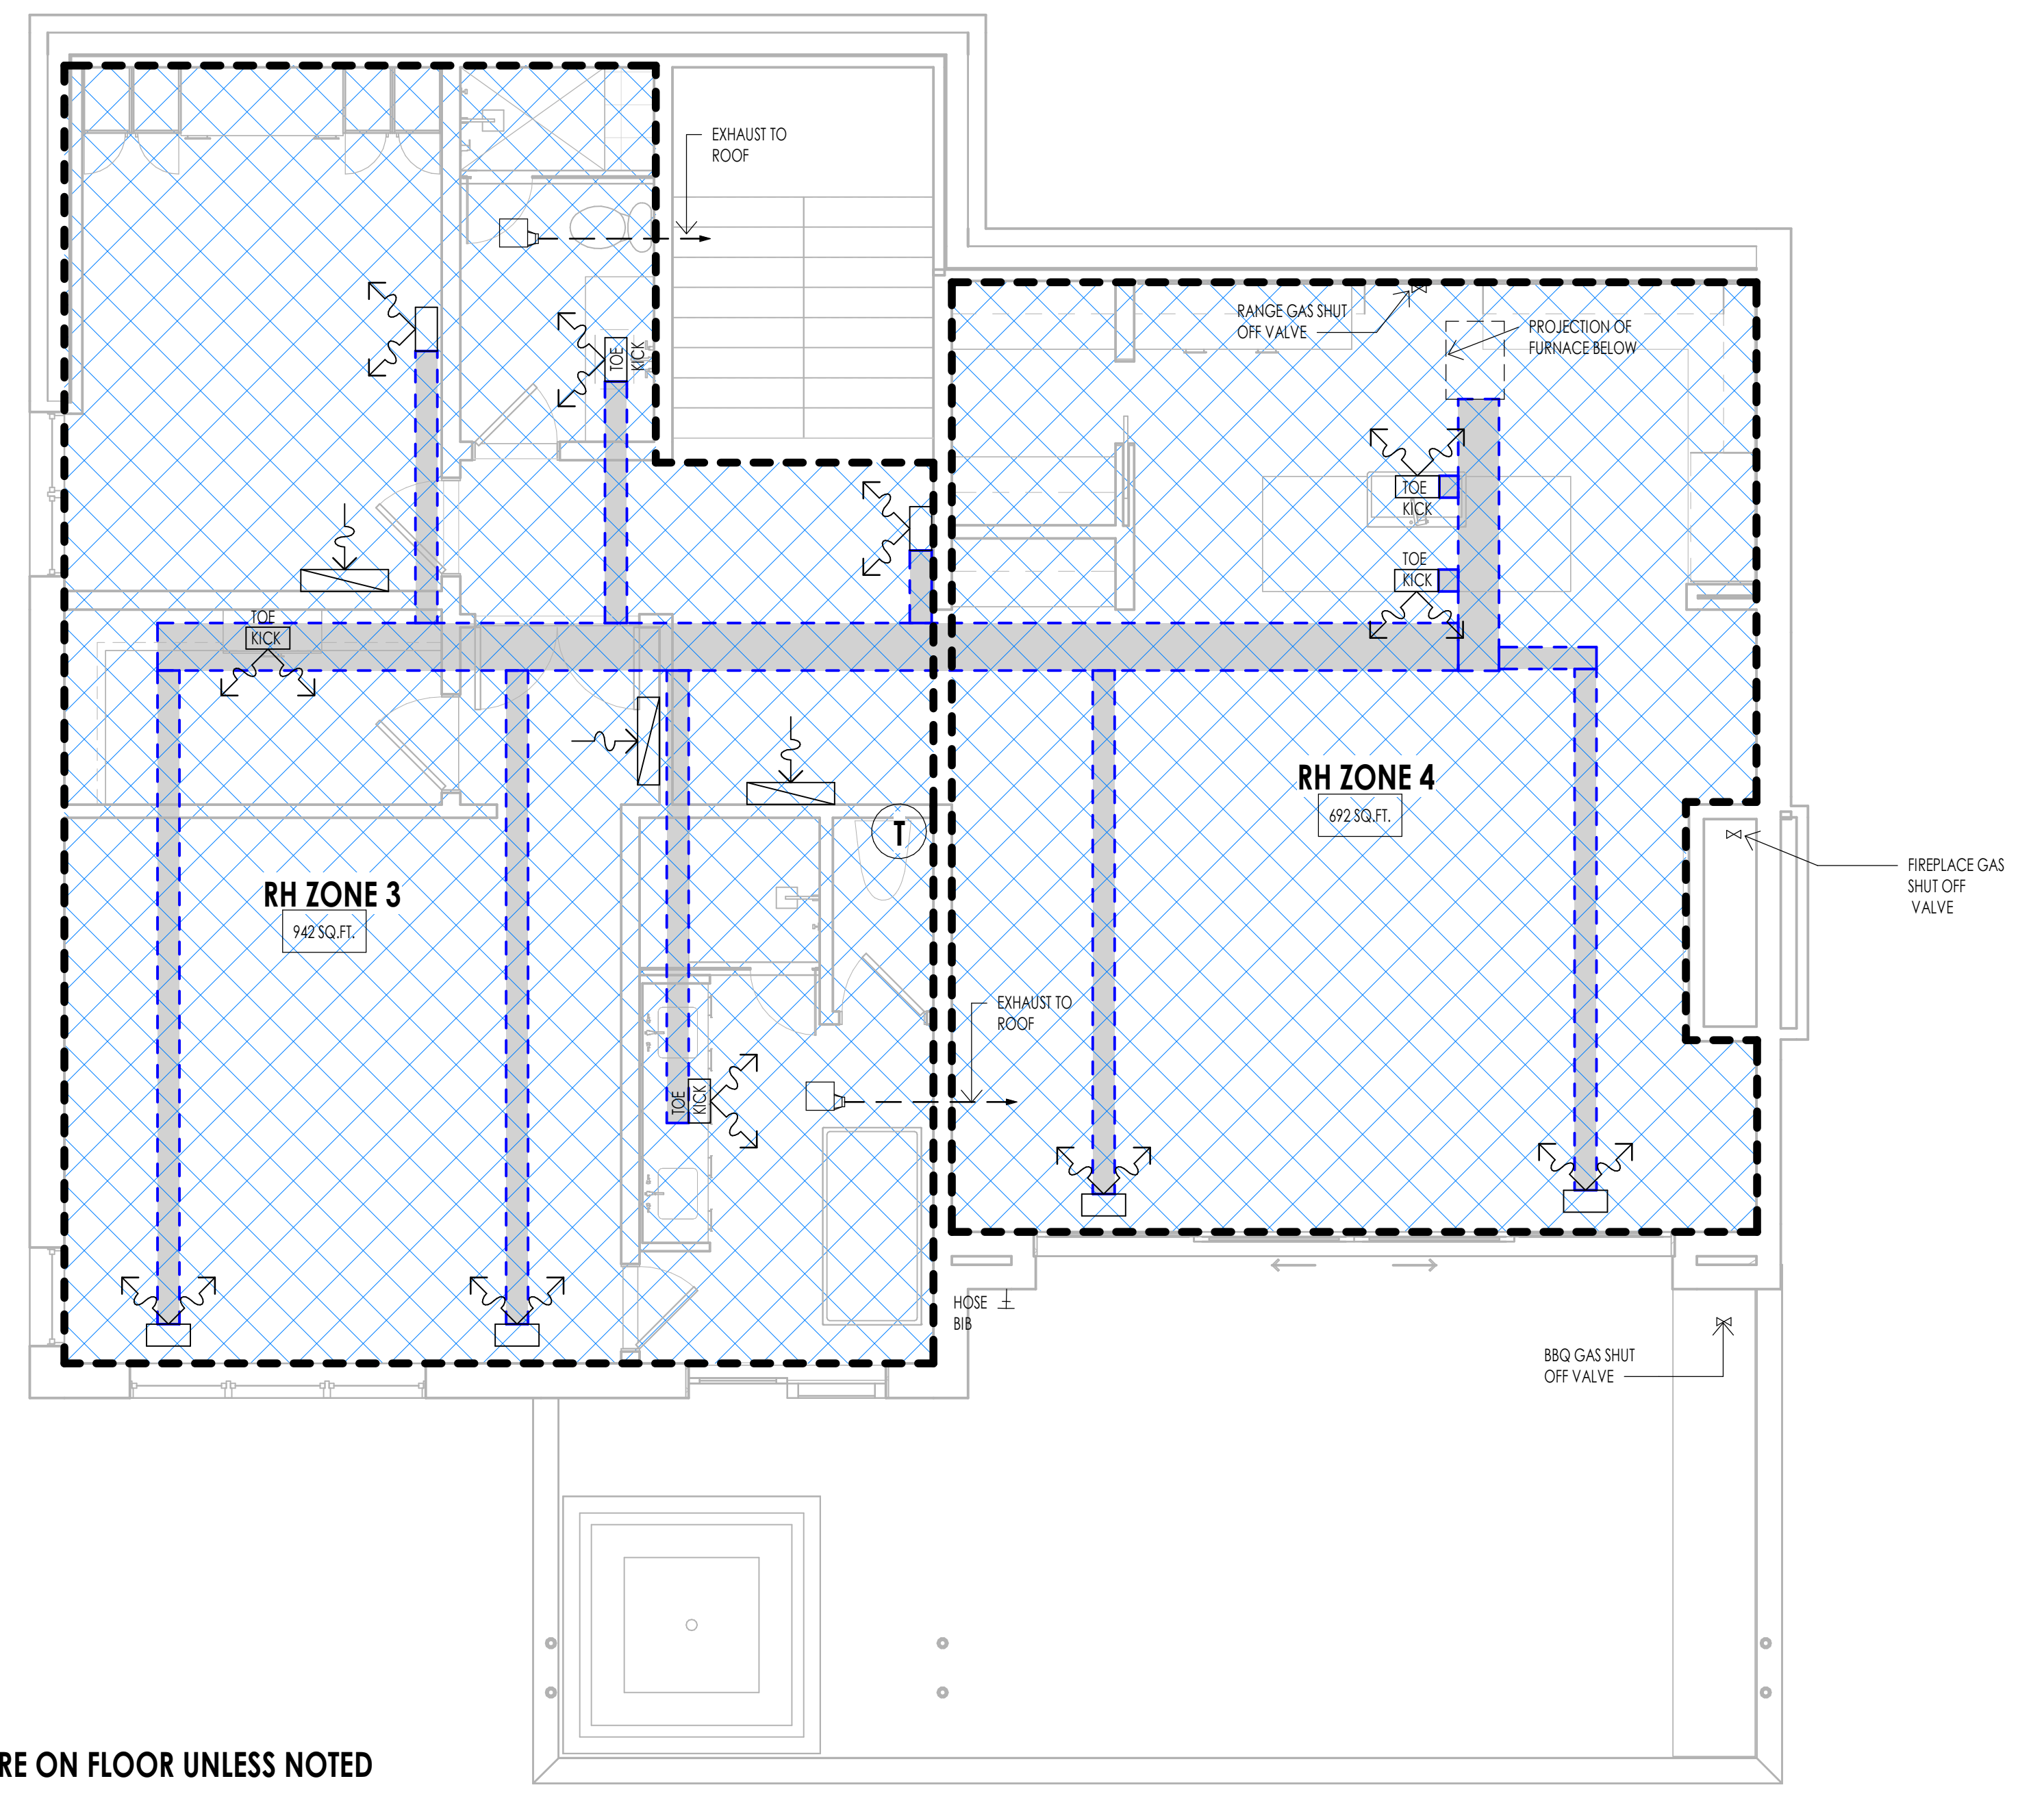 EXHAUST TO
ROOF
RANGE GAS SHUT
OFF VALVE
PROJECTION OF
FURNACE BELOW
TOE
KICK
TOE
KICK
TOE
KICK
TOE
KICK
RH ZONE 4
692 SQ.FT.
T
FIREPLACE GAS
SHUT OFF
VALVE
RH ZONE 3
942 SQ.FT.
EXHAUST TO
ROOF
TOE
KICK
HOSE
BIB
BBQ GAS SHUT
OFF VALVE
RE ON FLOOR UNLESS NOTED